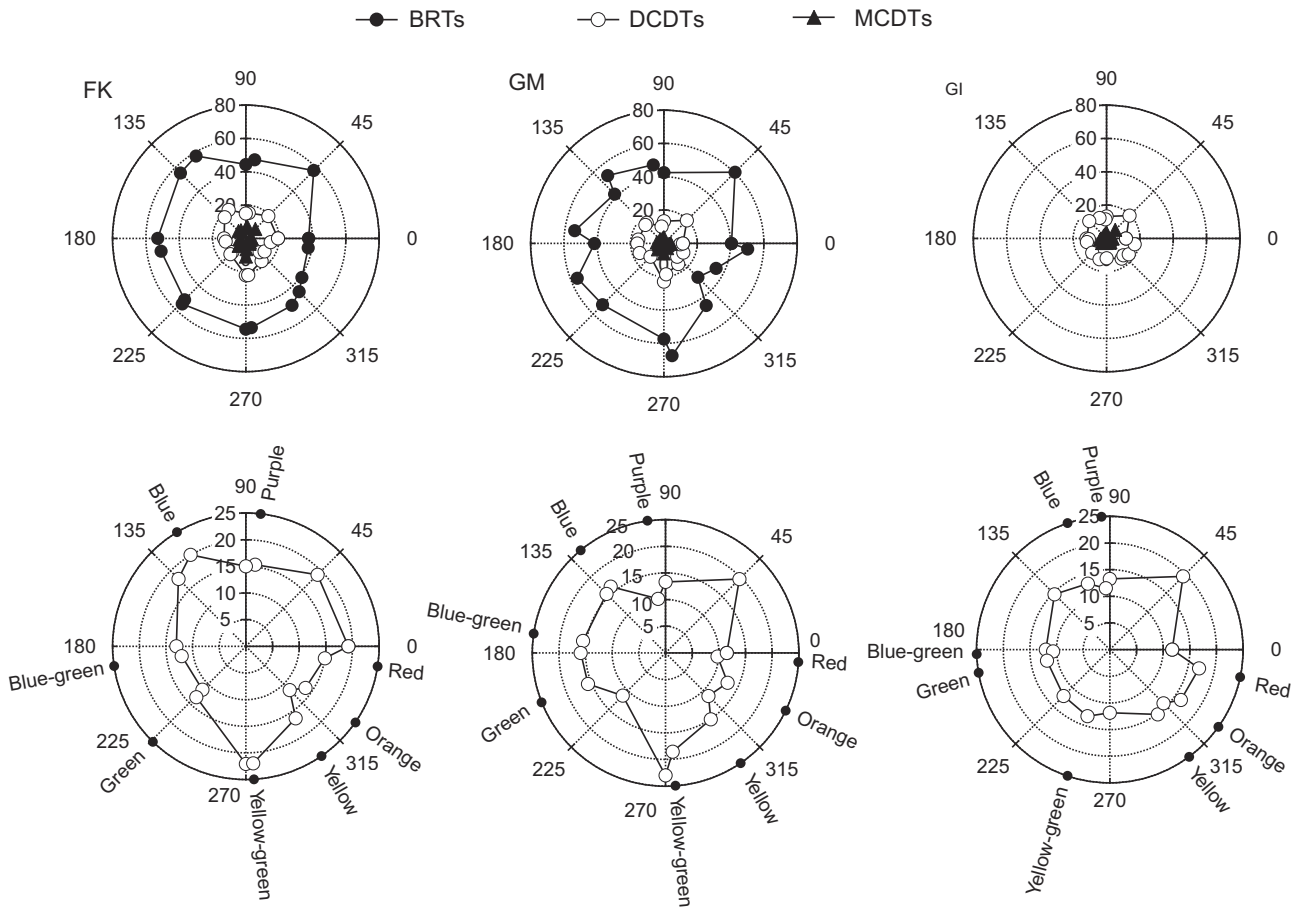 BRTs DCDTs MCDTs
FK GM GI
90 90 90
80 80 80
135 45 135 45 135 45
60 60 60
40 40 40
20 20 20
180 0 180 0 180 0
225 315 225 315 225 315
270 270 270
90 Purple
Blue
25
135 45
20
15
10
5
180 0
Blue-green Red
225 Orange
Green 315
Yellow
270
Yellow-green
Purple 90
Blue
25
135 45
20
15
10
5
Blue-green
180 0
Red
Green Orange
225 315
Yellow
270
Yellow-green
Purple 90
Blue
25
135 45
20
15
10
5
180 0
Blue-green
Green Red
Orange
225 315
Yellow
270
Yellow-green